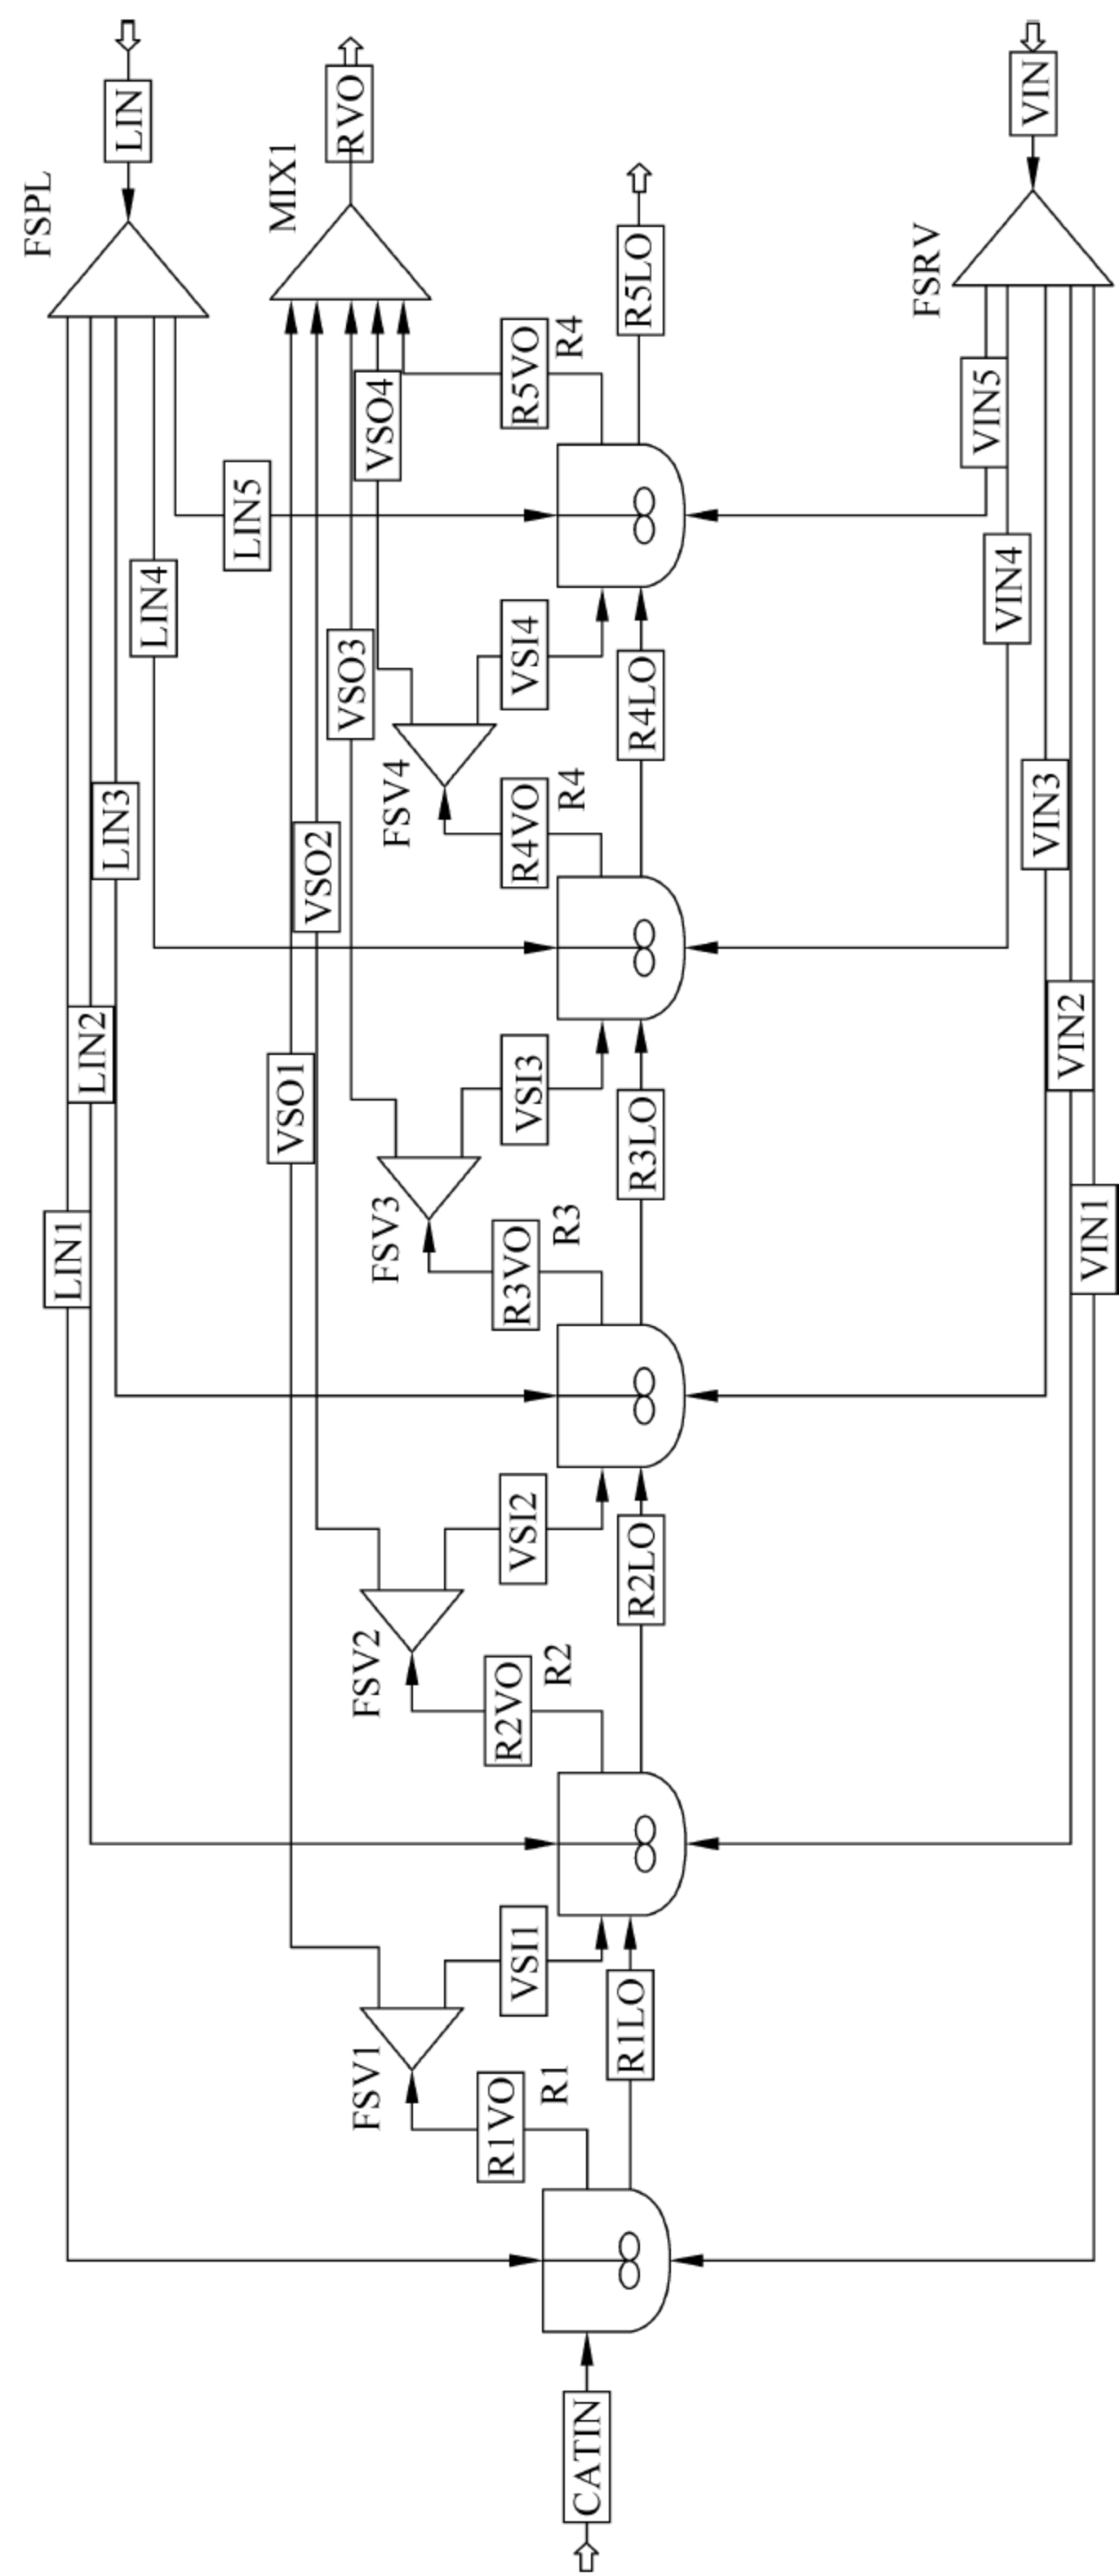 FSPL
LIN
MIX1
RVO
LIN1
LIN2
LIN3
LIN4
LIN5
VSO1
VSO2
VSO3
VSO4
FSV1
FSV2
FSV3
FSV4
R1VO
R1
R2VO
R2
R3VO
R3
R4VO
R4
R5VO
R4
VSI1
VSI2
VSI3
VSI4
CATIN
R1LO
R2LO
R3LO
R4LO
R5LO
VIN1
VIN2
VIN3
VIN4
VIN5
FSRV
VIN